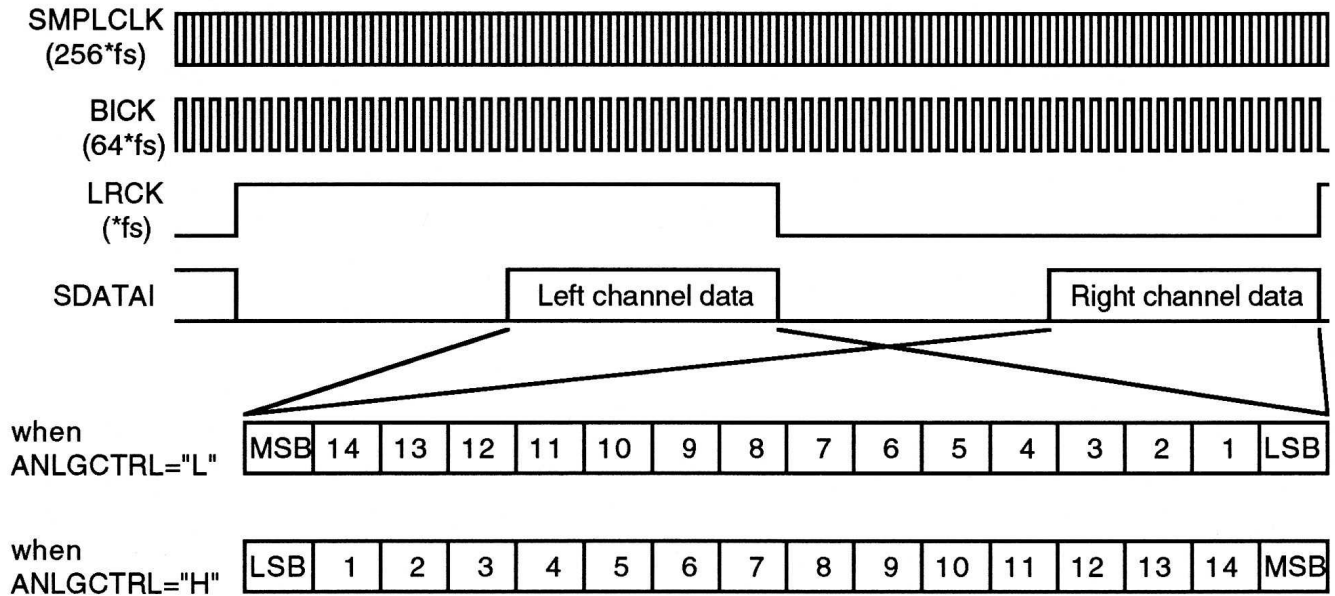 SMPLCLK
(256*fs)
BICK
(64*fs)
LRCK
(*fs)
SDATAI
Left channel data
Right channel data
when
ANLGCTRL="L"
MSB 14 13 12 11 10 9 8 7 6 5 4 3 2 1 LSB
when
ANLGCTRL="H"
LSB 1 2 3 4 5 6 7 8 9 10 11 12 13 14 MSB